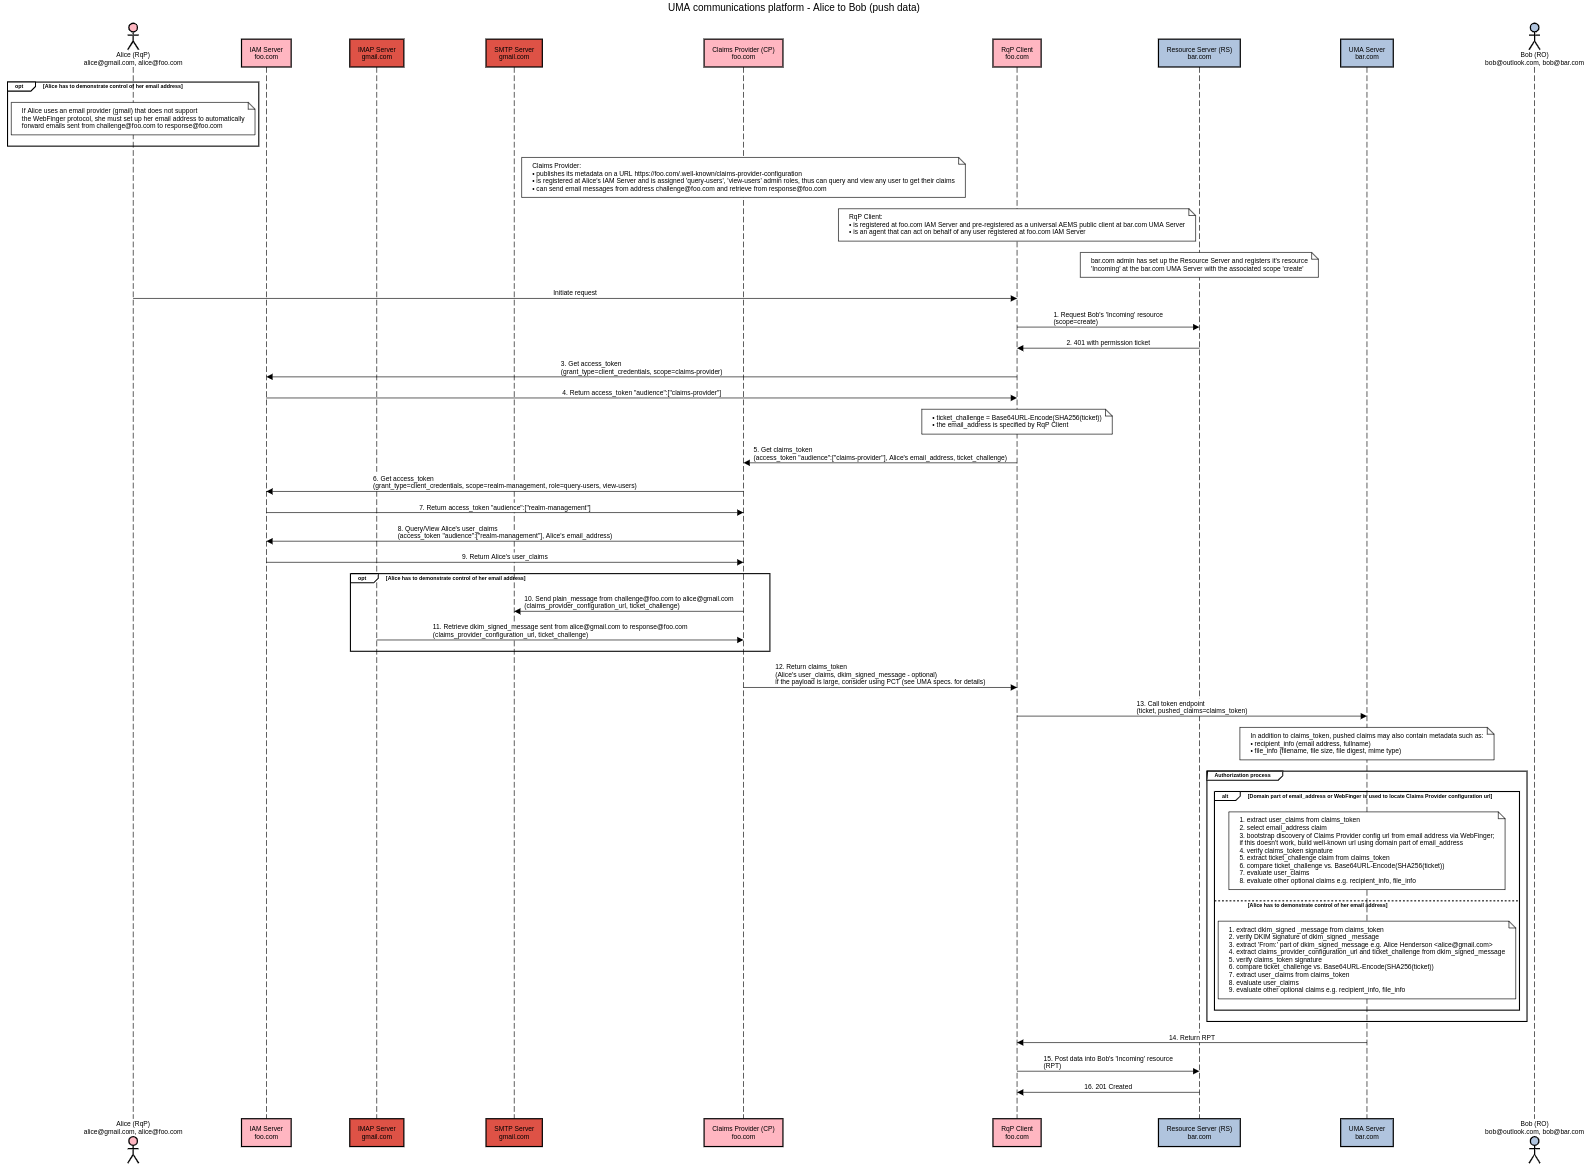 UMA communications platform - Alice to Bob (push data)
Alice (RqP)
alice@gmail.com, alice@foo.com
IAM Server
foo.com
IMAP Server
gmail.com
SMTP Server
gmail.com
Claims Provider (CP)
foo.com
RqP Client
foo.com
Resource Server (RS)
bar.com
UMA Server
bar.com
Bob (RO)
bob@outlook.com, bob@bar.com
opt [Alice has to demonstrate control of her email address]
If Alice uses an email provider (gmail) that does not support
the WebFinger protocol, she must set up her email address to automatically
forward emails sent from challenge@foo.com to response@foo.com
Claims Provider:
• publishes its metadata on a URL https://foo.com/.well-known/claims-provider-configuration
• is registered at Alice's IAM Server and is assigned 'query-users', 'view-users' admin roles, thus can query and view any user to get their claims
• can send email messages from address challenge@foo.com and retrieve from response@foo.com
RqP Client:
• is registered at foo.com IAM Server and pre-registered as a universal AEMS public client at bar.com UMA Server
• is an agent that can act on behalf of any user registered at foo.com IAM Server
bar.com admin has set up the Resource Server and registers it's resource
'Incoming' at the bar.com UMA Server with the associated scope 'create'
Initiate request
1. Request Bob's 'Incoming' resource
(scope=create)
2. 401 with permission ticket
3. Get access_token
(grant_type=client_credentials, scope=claims-provider)
4. Return access_token "audience":["claims-provider"]
• ticket_challenge = Base64URL-Encode(SHA256(ticket))
• the email_address is specified by RqP Client
5. Get claims_token
(access_token "audience":["claims-provider"], Alice's email_address, ticket_challenge)
6. Get access_token
(grant_type=client_credentials, scope=realm-management, role=query-users, view-users)
7. Return access_token "audience":["realm-management"]
8. Query/View Alice's user_claims
(access_token "audience":["realm-management"], Alice's email_address)
9. Return Alice's user_claims
opt [Alice has to demonstrate control of her email address]
10. Send plain_message from challenge@foo.com to alice@gmail.com
(claims_provider_configuration_url, ticket_challenge)
11. Retrieve dkim_signed_message sent from alice@gmail.com to response@foo.com
(claims_provider_configuration_url, ticket_challenge)
12. Return claims_token
(Alice's user_claims, dkim_signed_message - optional)
if the payload is large, consider using PCT (see UMA specs. for details)
13. Call token endpoint
(ticket, pushed_claims=claims_token)
In addition to claims_token, pushed claims may also contain metadata such as:
• recipient_info (email address, fullname)
• file_info (filename, file size, file digest, mime type)
Authorization process
alt [Domain part of email_address or WebFinger is used to locate Claims Provider configuration url]
1. extract user_claims from claims_token
2. select email_address claim
3. bootstrap discovery of Claims Provider config url from email address via WebFinger;
if this doesn't work, build well-known url using domain part of email_address
4. verify claims_token signature
5. extract ticket_challenge claim from claims_token
6. compare ticket_challenge vs. Base64URL-Encode(SHA256(ticket))
7. evaluate user_claims
8. evaluate other optional claims e.g. recipient_info, file_info
[Alice has to demonstrate control of her email address]
1. extract dkim_signed_message from claims_token
2. verify DKIM signature of dkim_signed_message
3. extract 'From:' part of dkim_signed_message e.g. Alice Henderson <alice@gmail.com>
4. extract claims_provider_configuration_url and ticket_challenge from dkim_signed_message
5. verify claims_token signature
6. compare ticket_challenge vs. Base64URL-Encode(SHA256(ticket))
7. extract user_claims from claims_token
8. evaluate user_claims
9. evaluate other optional claims e.g. recipient_info, file_info
14. Return RPT
15. Post data into Bob's 'Incoming' resource
(RPT)
16. 201 Created
Alice (RqP)
alice@gmail.com, alice@foo.com
IAM Server
foo.com
IMAP Server
gmail.com
SMTP Server
gmail.com
Claims Provider (CP)
foo.com
RqP Client
foo.com
Resource Server (RS)
bar.com
UMA Server
bar.com
Bob (RO)
bob@outlook.com, bob@bar.com